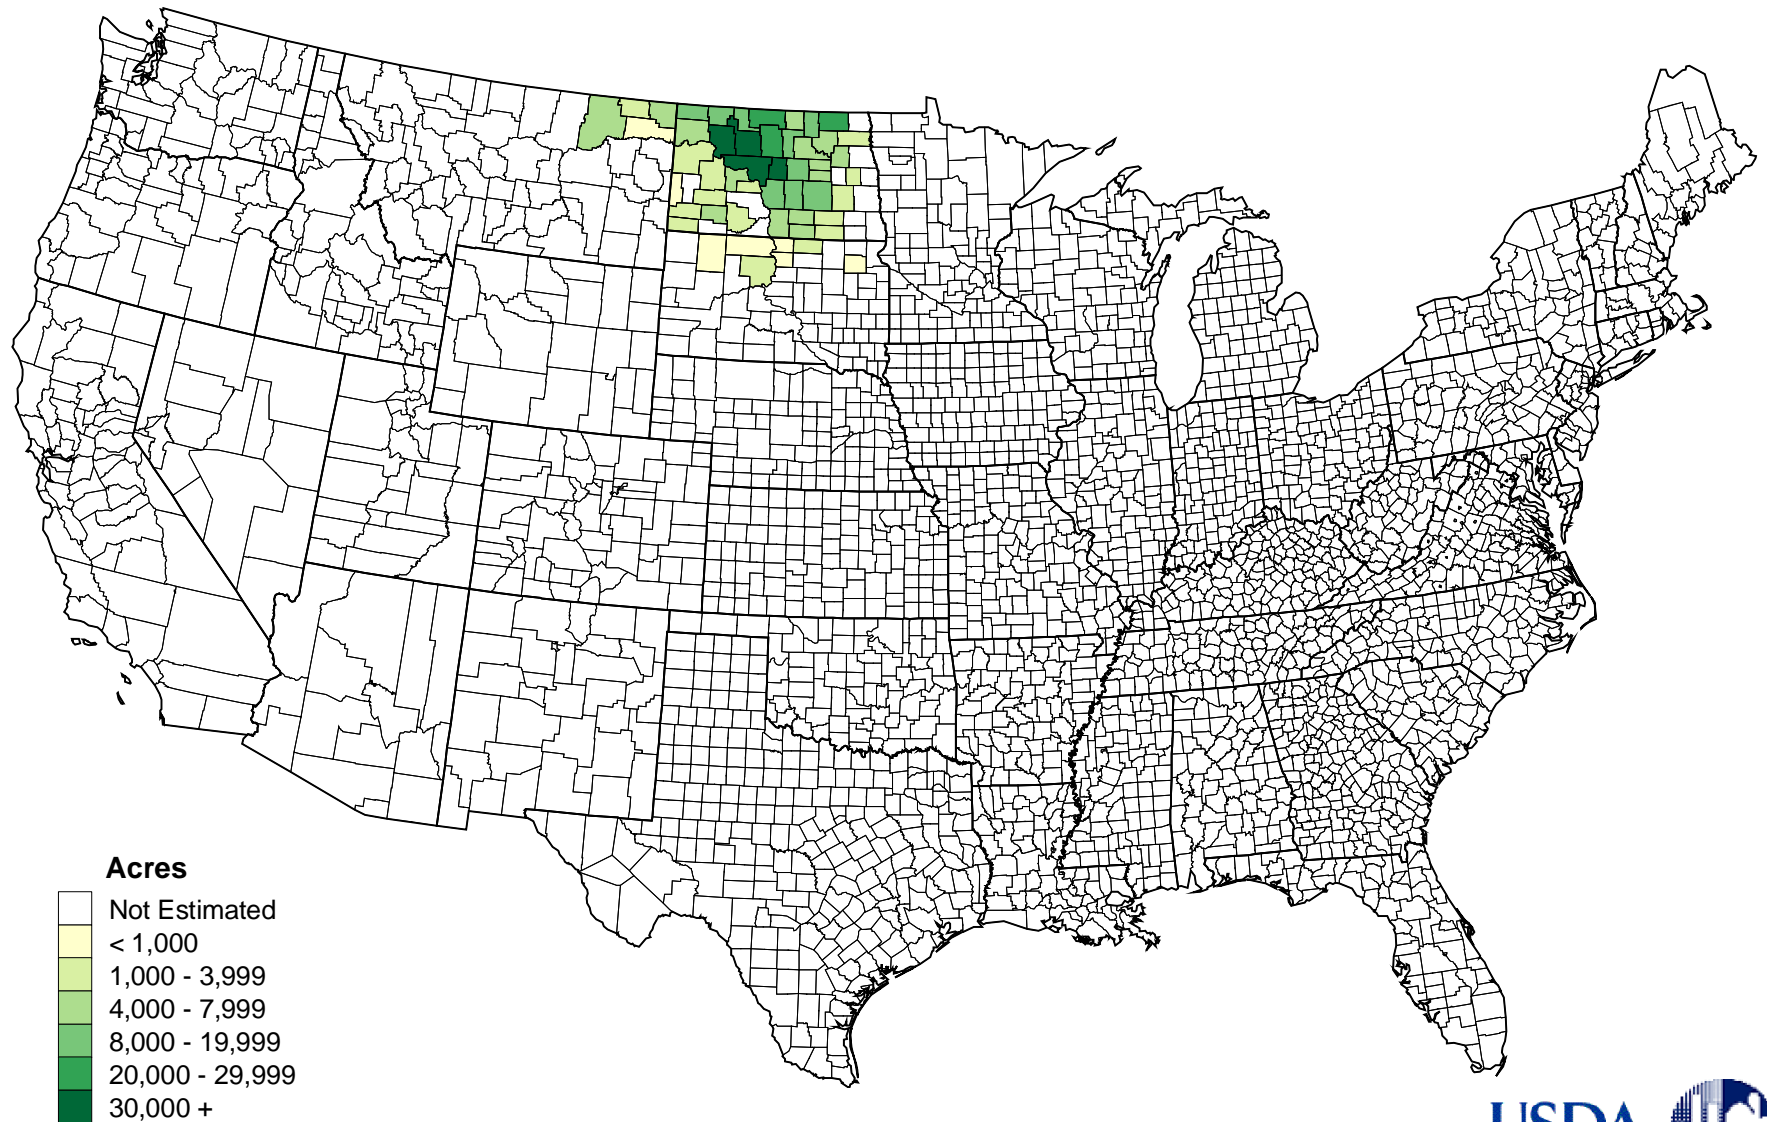 Acres
Not Estimated
< 1,000
1,000 - 3,999
4,000 - 7,999
8,000 - 19,999
20,000 - 29,999
30,000 +
USDA